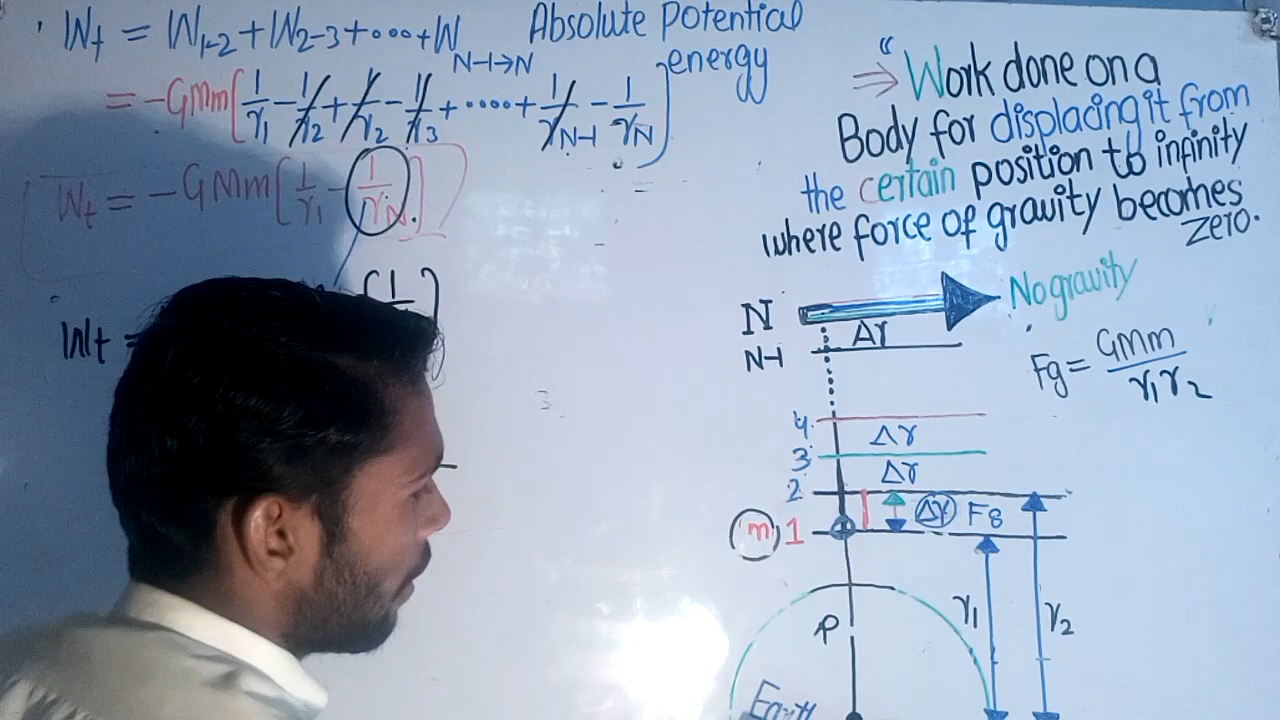 Wt = W1-2 + W2-3 + ... + W N-1→N
= -GMm[1/r1 - 1/r2 + 1/r2 - 1/r3 + .... + 1/rN-1 - 1/rN]
Wt = -GMm[1/r1 - 1/rN]
Wt =
Absolute Potential
energy
"⇒ Work done on a
Body for displacing it from
the certain position to infinity
where force of gravity becomes
zero.
N
Δr
No gravity
N-1
Fg = GMm / r1r2
4
Δr
3
Δr
2
Δr
Fg
m
1
P
r1
r2
Earth